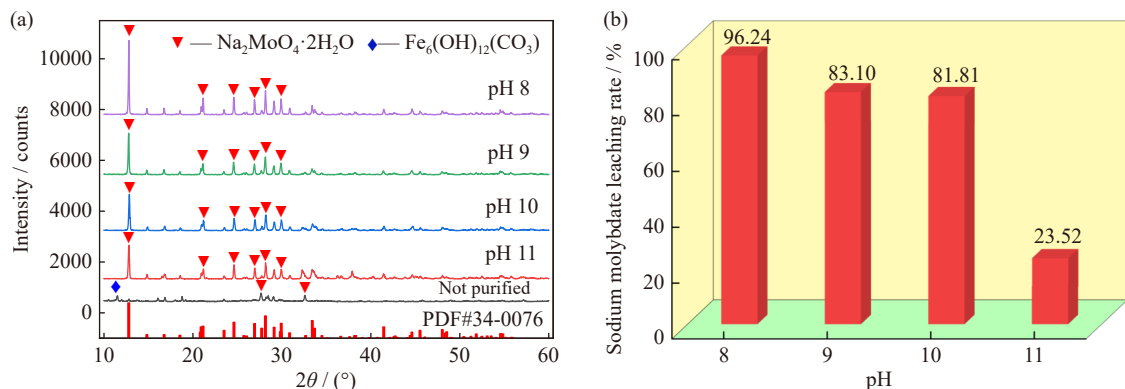 (a)
Na₂MoO₄·2H₂O
Fe₆(OH)₁₂(CO₃)
pH 8
pH 9
pH 10
pH 11
Not purified
PDF#34-0076
Intensity / counts
10000
8000
6000
4000
2000
0
10 20 30 40 50 60
2θ / (°)
(b)
Sodium molybdate leaching rate / %
100
80
60
40
20
0
96.24
83.10
81.81
23.52
8 9 10 11
pH